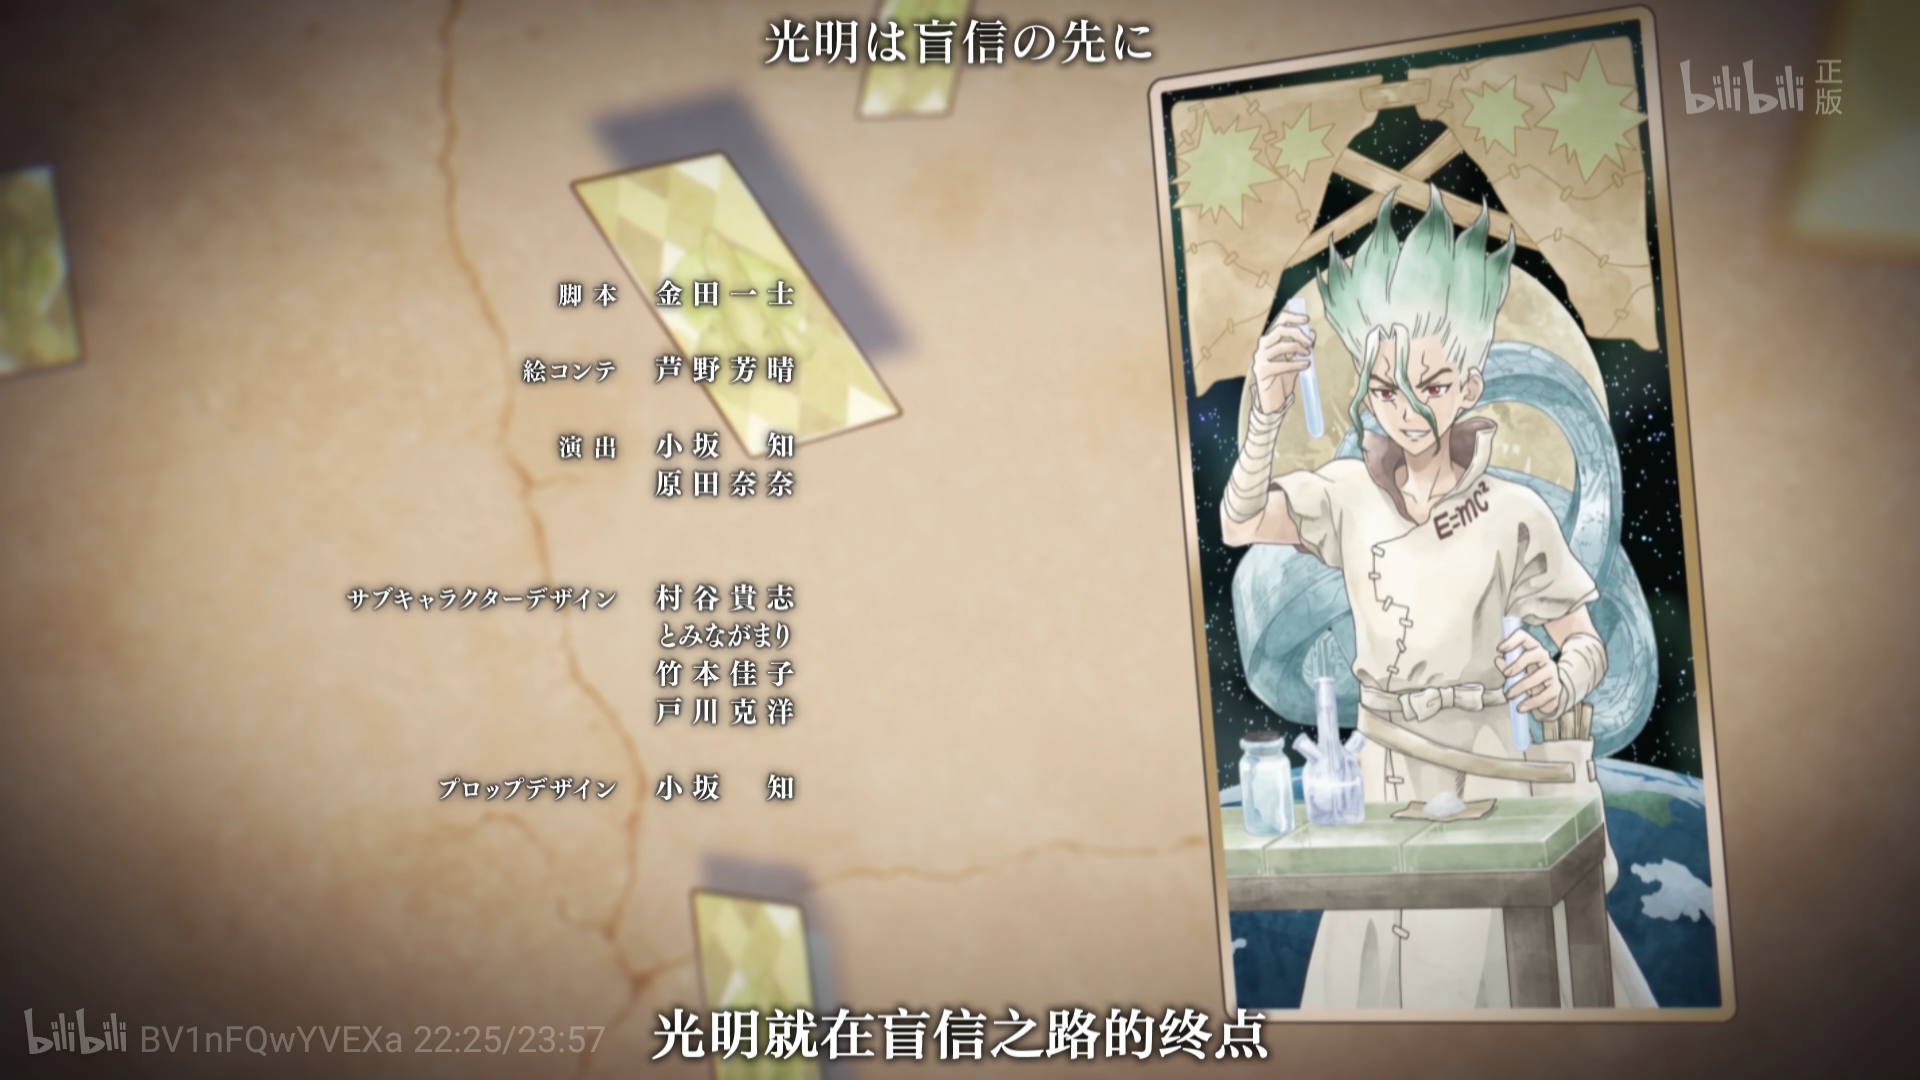 光明は盲信の先に
bilibili 正版
脚本 金田一士
絵コンテ 芦野芳晴
演出 小坂 知
原田奈奈
サブキャラクターデザイン 村谷貴志
とみながまり
竹本佳子
戸川克洋
プロップデザイン 小坂 知
E=mc²
光明就在盲信之路的终点
bilibili BV1nFQwYVEXa 22:25/23:57